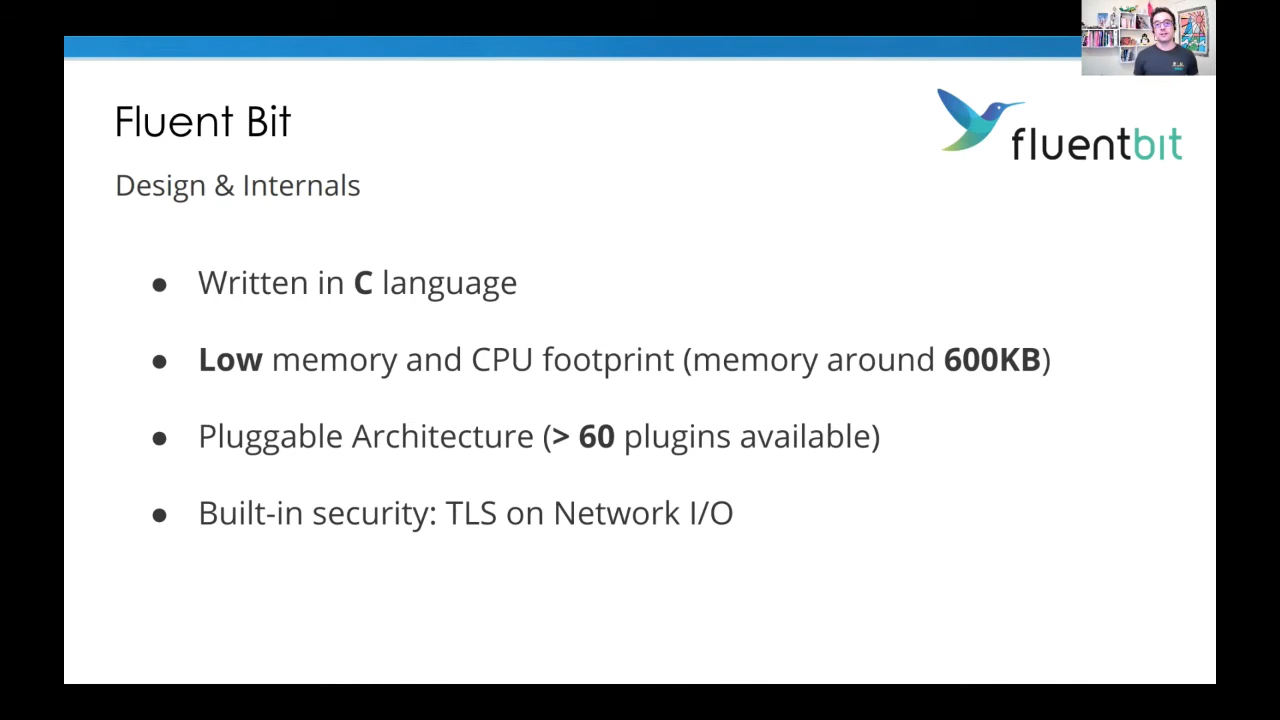 Fluent Bit
fluentbit
Design & Internals
● Written in C language
● Low memory and CPU footprint (memory around 600KB)
● Pluggable Architecture (> 60 plugins available)
● Built-in security: TLS on Network I/O